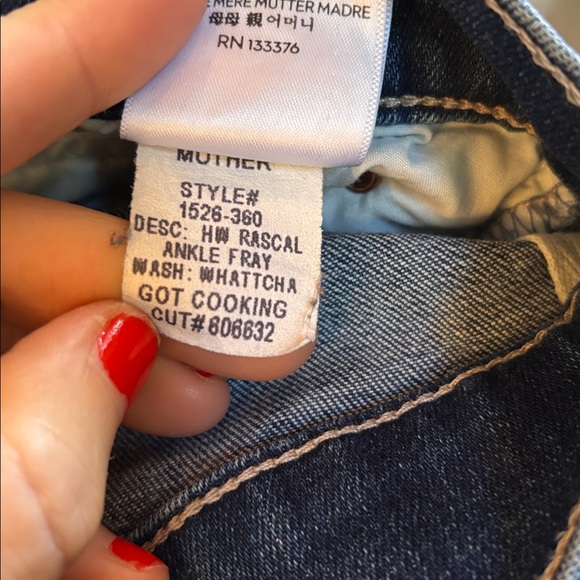 MERE MUTTER MADRE
母母 親 어머니
RN 133376
MOTHER
STYLE#
1526-360
DESC: HW RASCAL
ANKLE FRAY
WASH: WHATTCHA
GOT COOKING
CUT# 606632